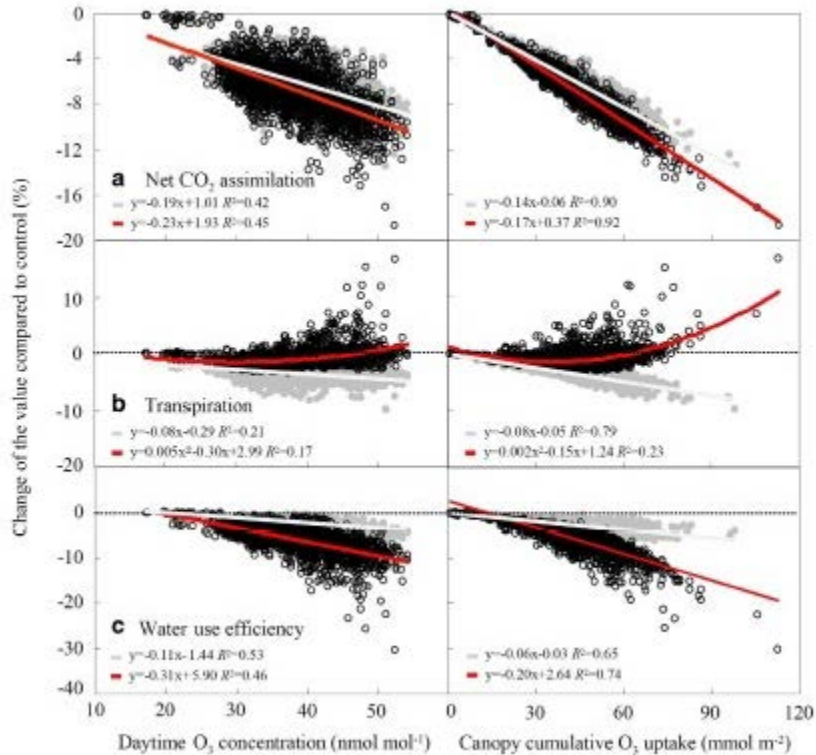 Change of the value compared to control (%)
0
-4
-8
-12
-16
-20
a Net CO₂ assimilation
y=-0.19x+1.01 R²=0.42
y=-0.23x+1.93 R²=0.45
y=-0.14x-0.06 R²=0.90
y=-0.17x+0.37 R²=0.92
10
0
-10
-20
b Transpiration
y=-0.08x-0.29 R²=0.21
y=0.005x²-0.30x+2.99 R²=0.17
y=-0.08x-0.05 R²=0.79
y=0.002x²-0.15x+1.24 R²=0.23
0
-10
-20
-30
-40
c Water use efficiency
y=-0.11x-1.44 R²=0.53
y=-0.31x+5.90 R²=0.46
y=-0.06x-0.03 R²=0.65
y=-0.20x+2.64 R²=0.74
10 20 30 40 50 0 30 60 90 120
Daytime O₃ concentration (nmol mol⁻¹)
Canopy cumulative O₃ uptake (mmol m⁻²)